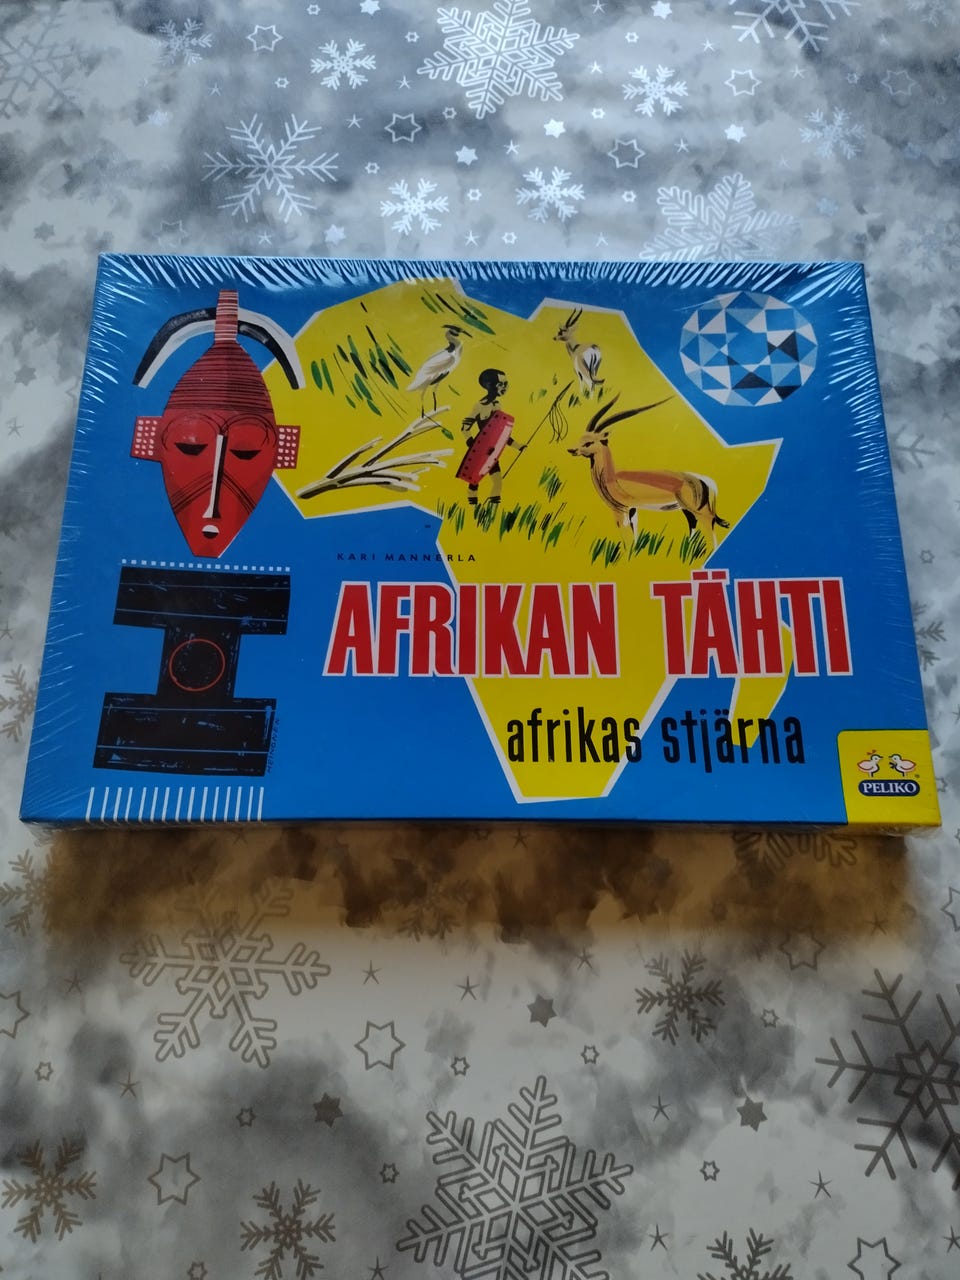 KARI MANNERLA
AFRIKAN TÄHTI
afrikas stjärna
PELIKO